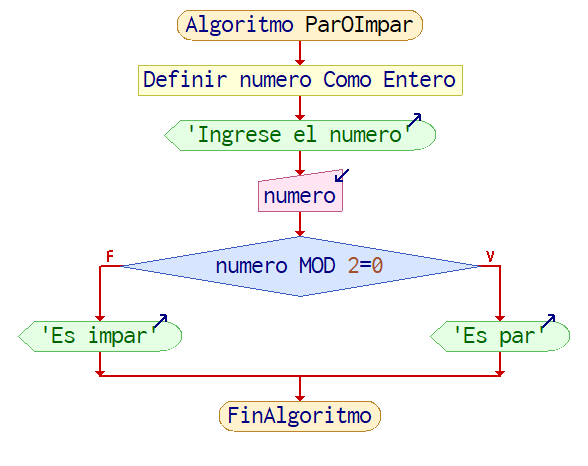 Algoritmo ParOImpar
Definir numero Como Entero
'Ingrese el numero'
numero
numero MOD 2=0
F
V
'Es impar'
'Es par'
FinAlgoritmo